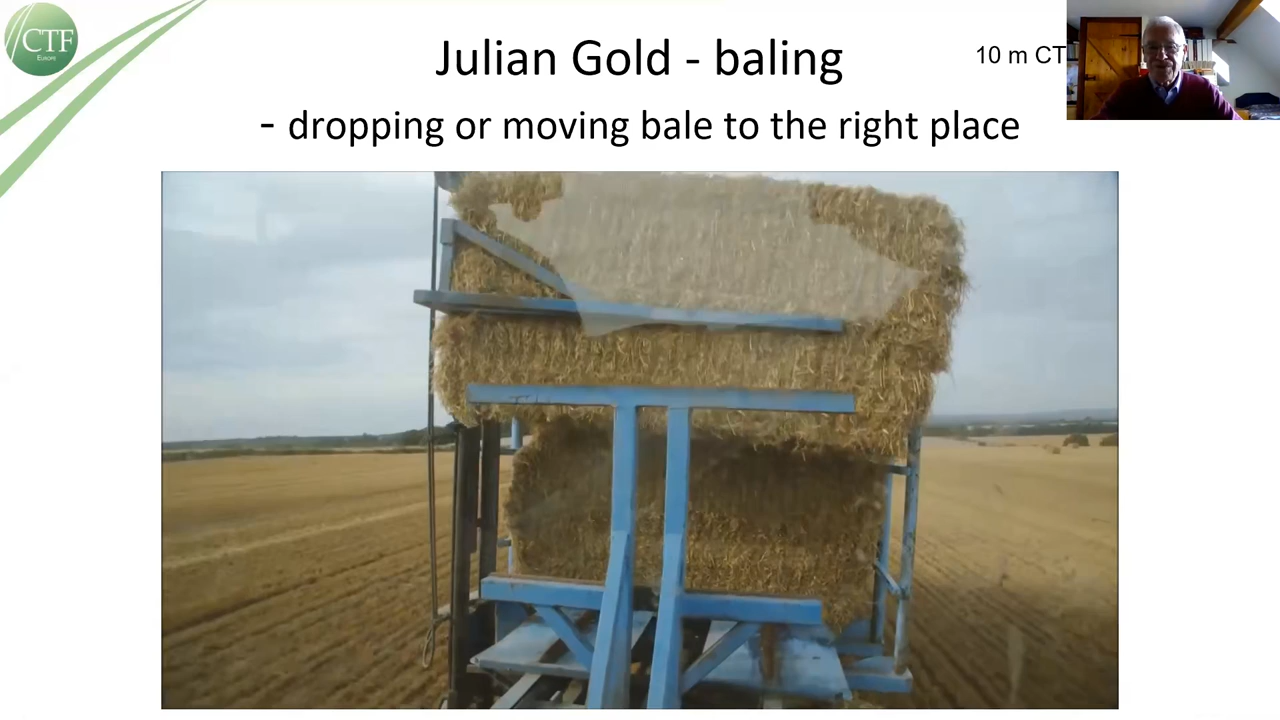 CTF
Europe
Julian Gold - baling
10 m CT
- dropping or moving bale to the right place